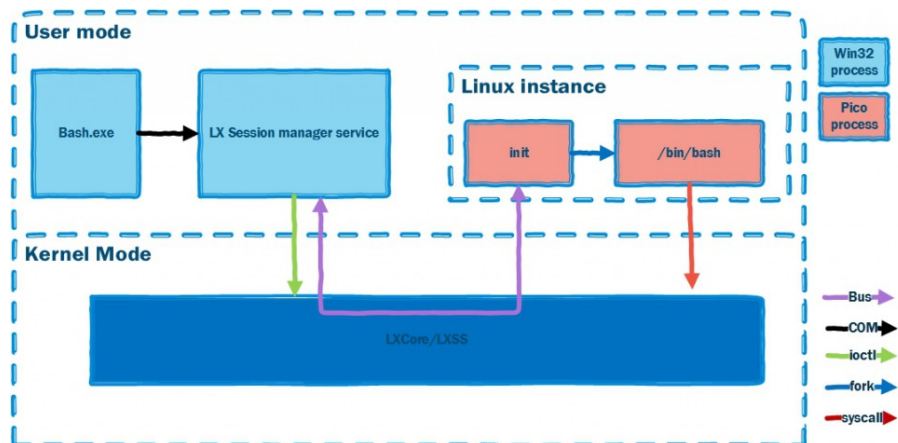 User mode
Win32
process
Linux instance
Pico
process
Bash.exe
LX Session manager service
init
/bin/bash
Kernel Mode
Bus
COM
LXCore/LXSS
ioctl
fork
syscall